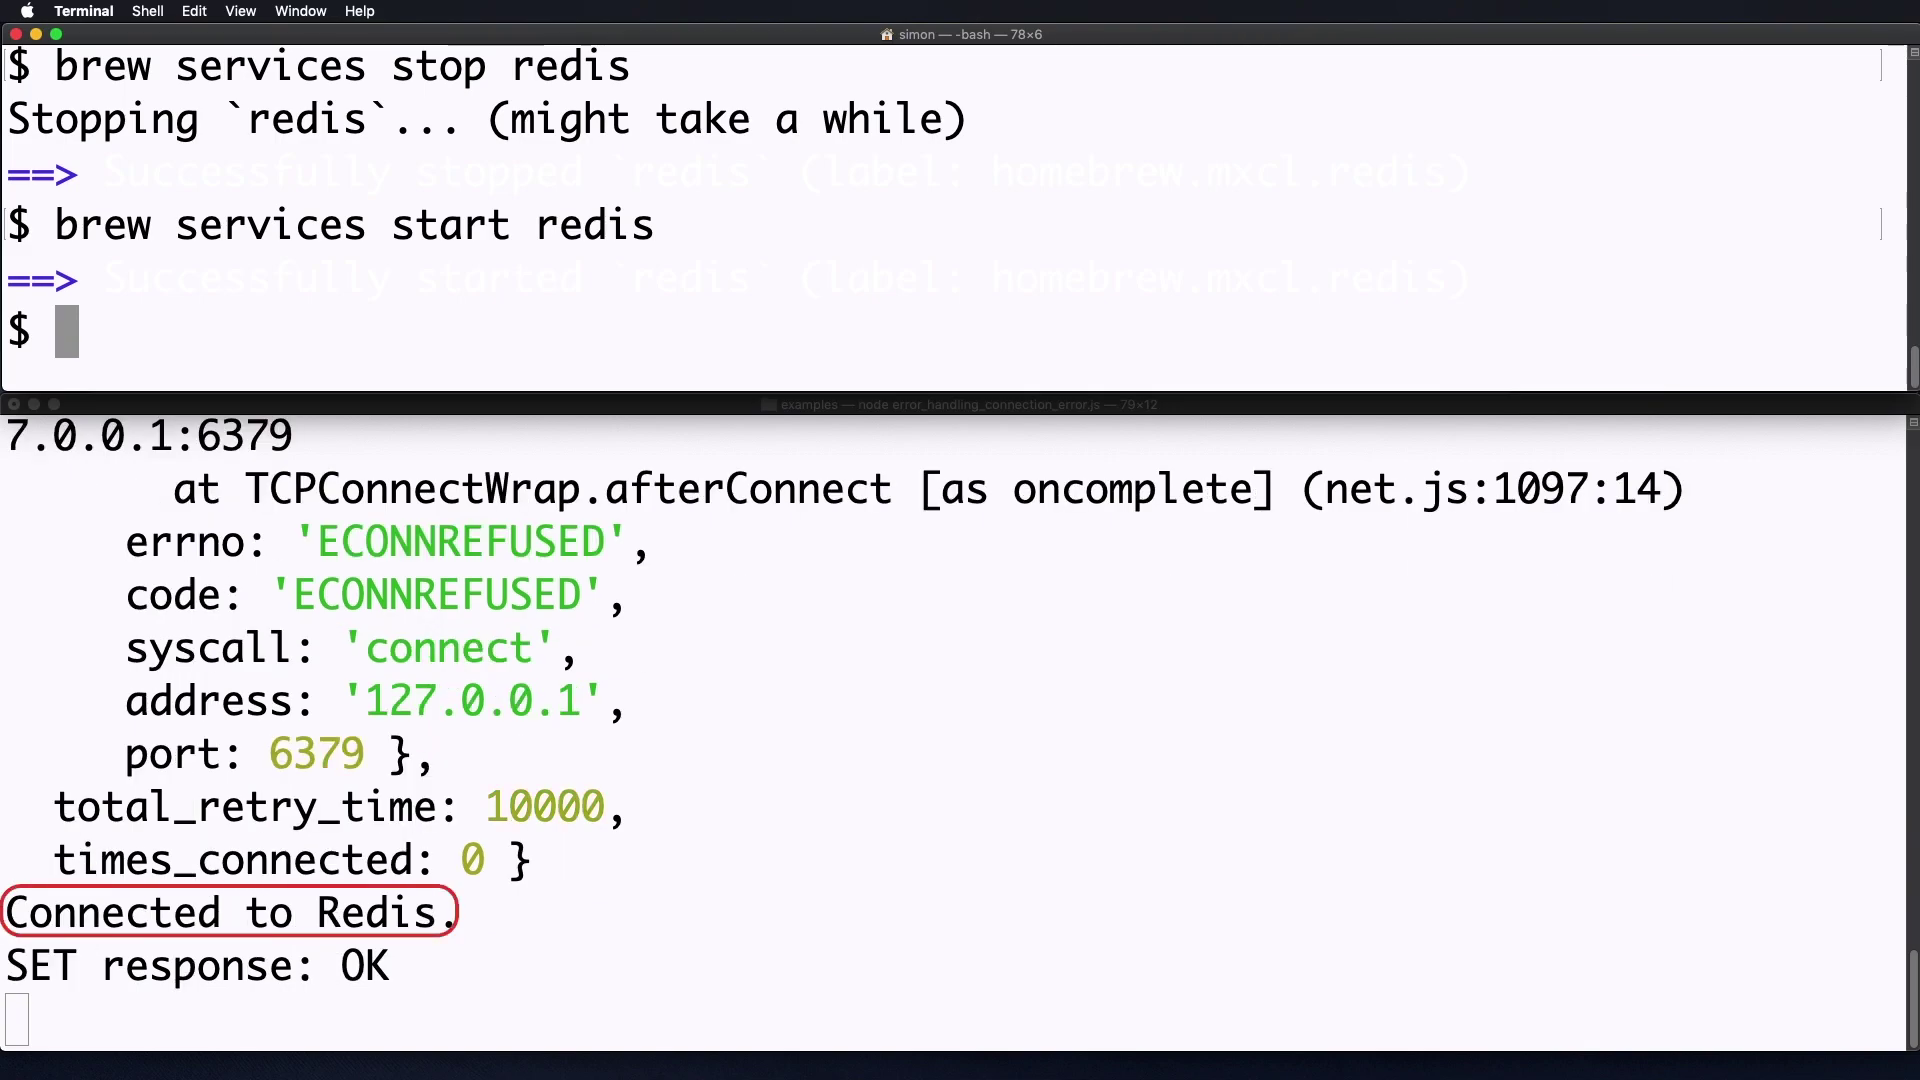 Terminal Shell Edit View Window Help
simon — -bash — 78×6
$ brew services stop redis
Stopping `redis`... (might take a while)
==> Successfully stopped `redis` (label: homebrew.mxcl.redis)
$ brew services start redis
==> Successfully started `redis` (label: homebrew.mxcl.redis)
$
examples — node error_handling_connection_error.js — 79×12
7.0.0.1:6379
at TCPConnectWrap.afterConnect [as oncomplete] (net.js:1097:14)
errno: 'ECONNREFUSED',
code: 'ECONNREFUSED',
syscall: 'connect',
address: '127.0.0.1',
port: 6379 },
total_retry_time: 10000,
times_connected: 0 }
Connected to Redis.
SET response: OK